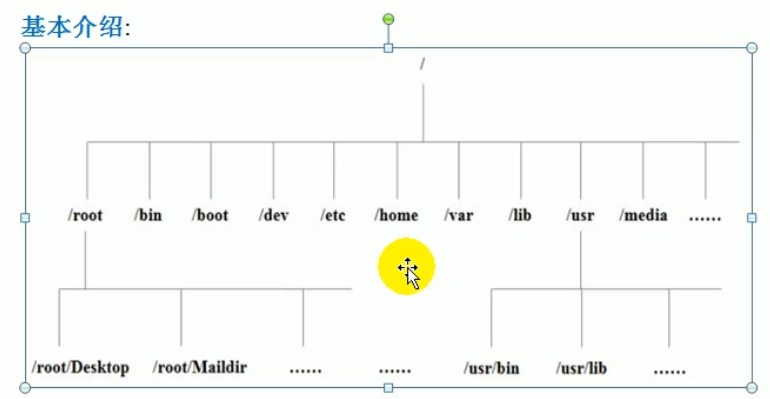 基本介绍:
/
/root /bin /boot /dev /etc /home /var /lib /usr /media ......
/root/Desktop /root/Maildir ...... ...... /usr/bin /usr/lib ......